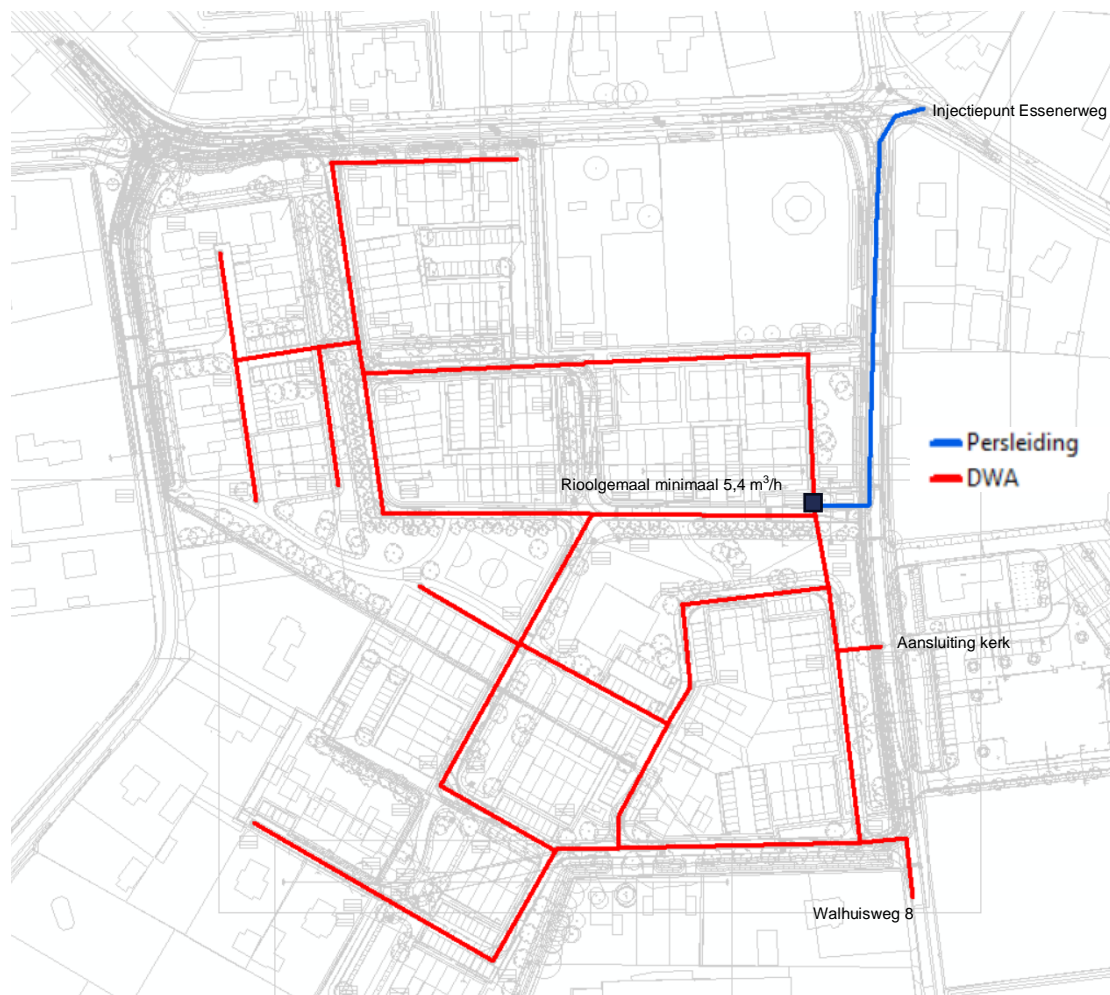 Injectiepunt Essenerweg
Persleiding
DWA
Rioolgemaal minimaal 5,4 m³/h
Aansluiting kerk
Walhuisweg 8